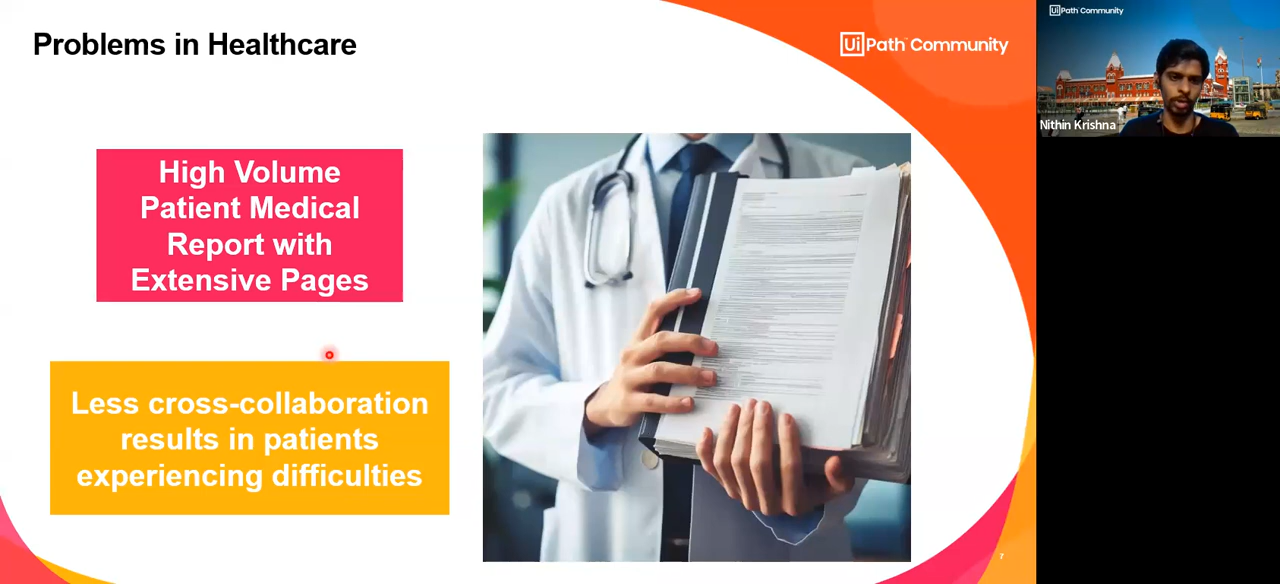 Problems in Healthcare
UiPath Community
High Volume
Patient Medical
Report with
Extensive Pages
Less cross-collaboration
results in patients
experiencing difficulties
7
UiPath Community
Nithin Krishna